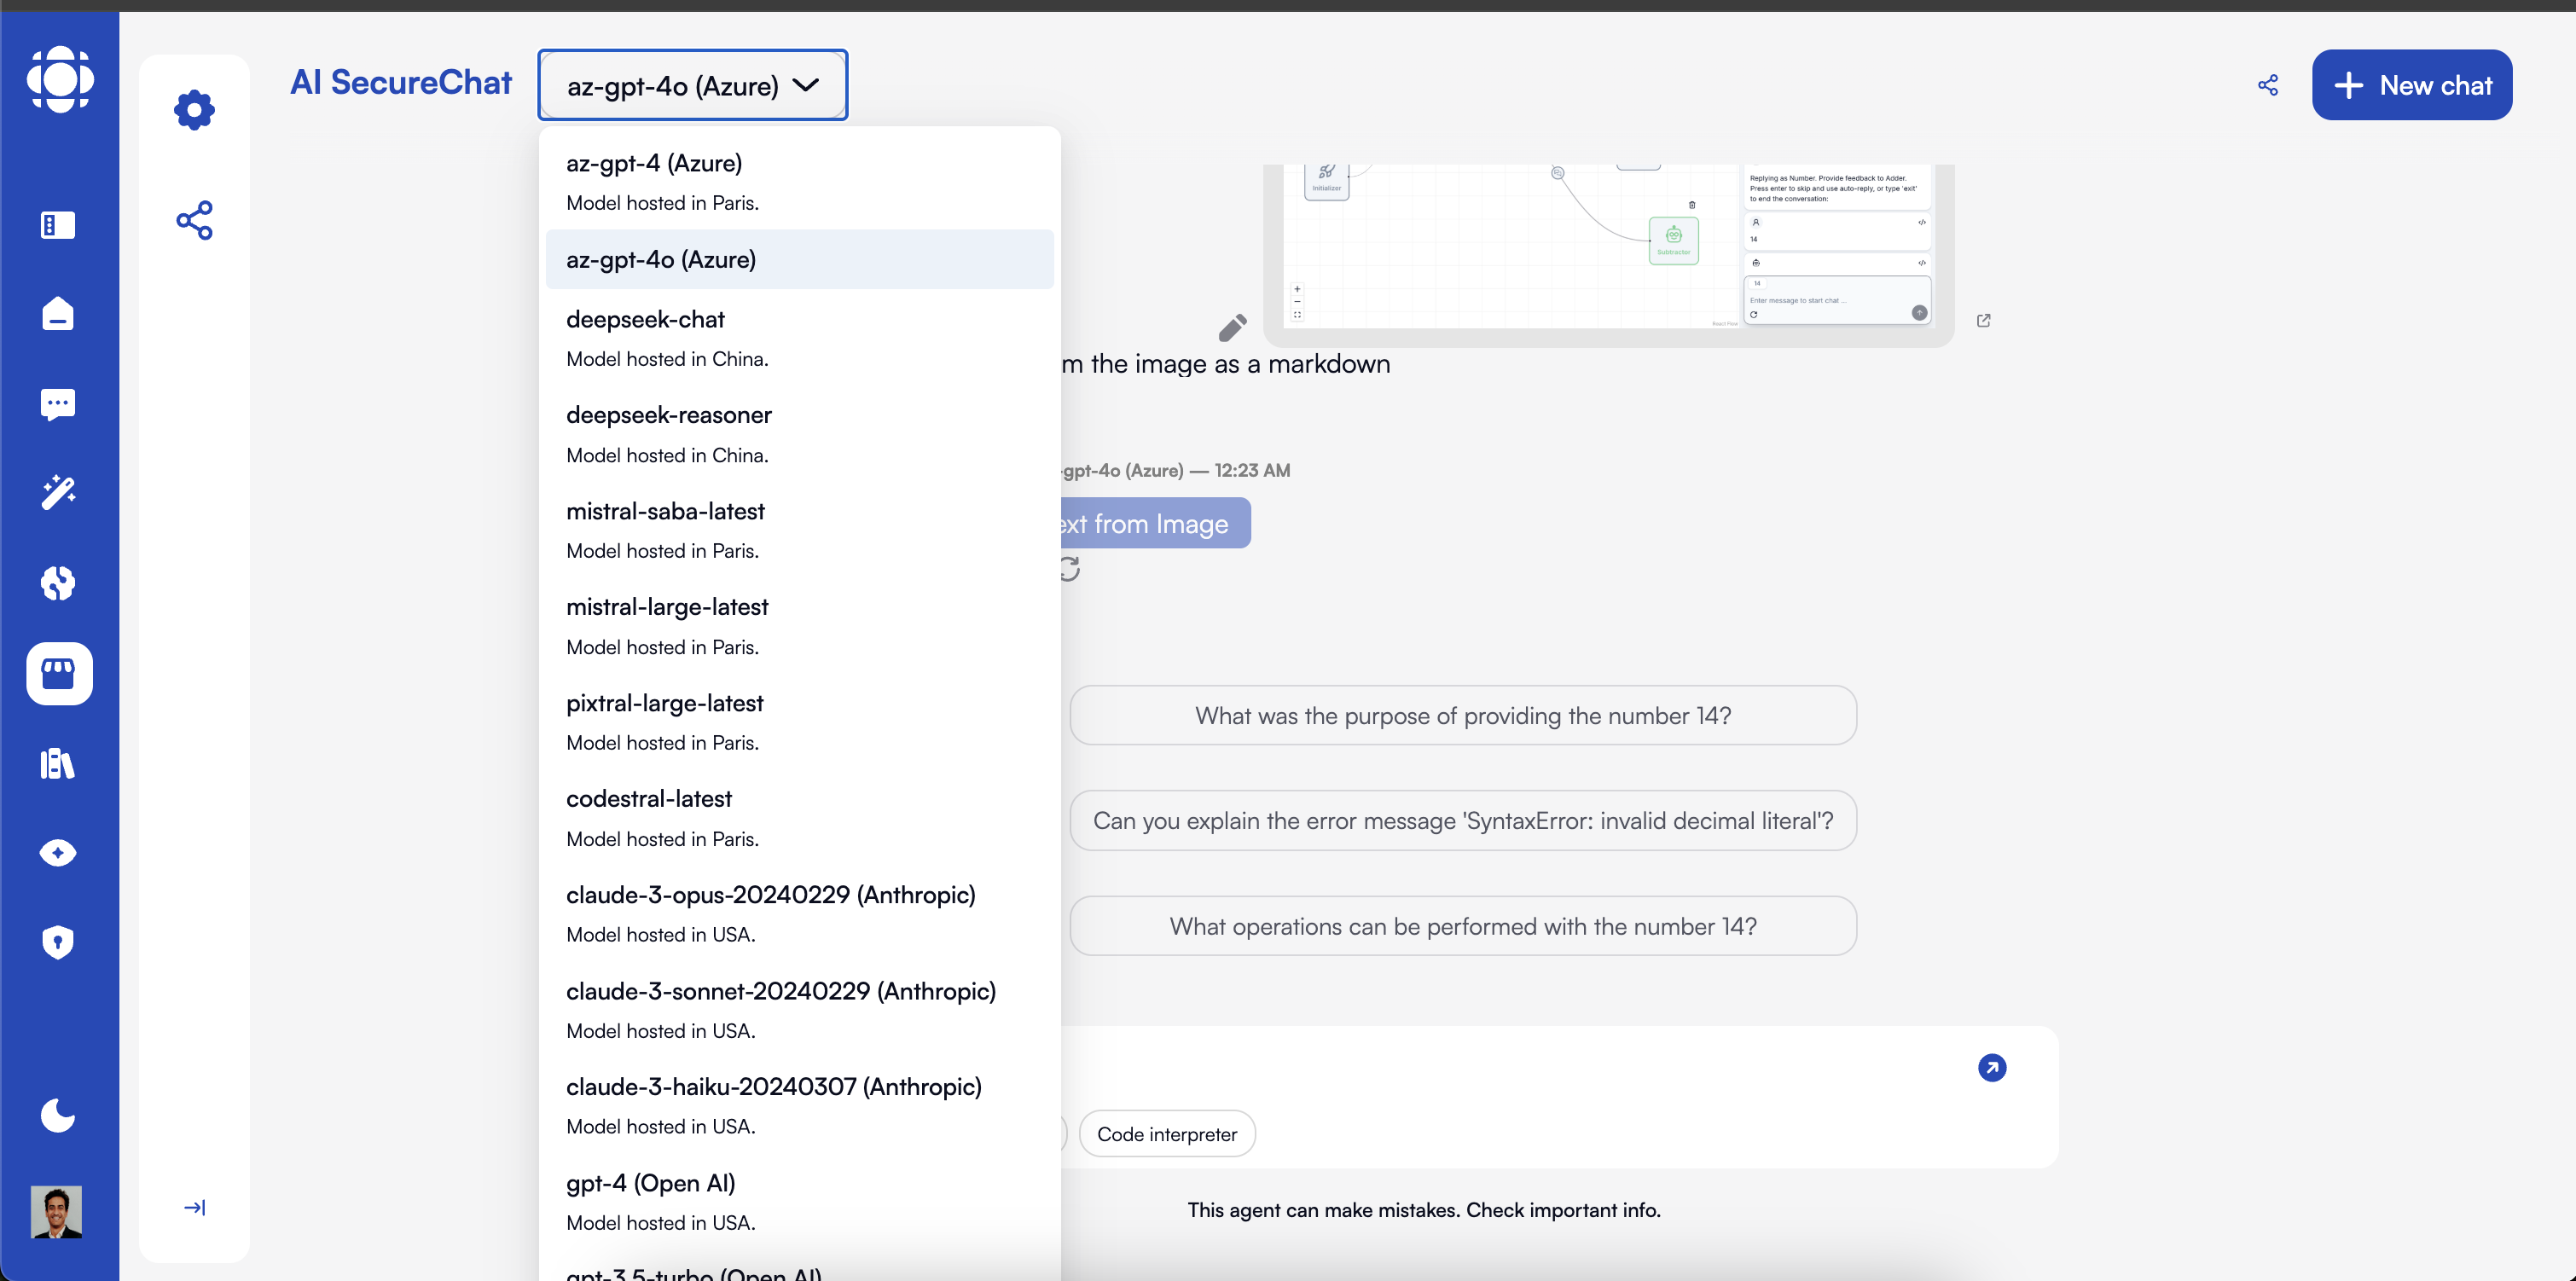 AI SecureChat
az-gpt-4o (Azure)
New chat
az-gpt-4 (Azure)
Model hosted in Paris.
az-gpt-4o (Azure)
deepseek-chat
Model hosted in China.
deepseek-reasoner
Model hosted in China.
mistral-saba-latest
Model hosted in Paris.
mistral-large-latest
Model hosted in Paris.
pixtral-large-latest
Model hosted in Paris.
codestral-latest
Model hosted in Paris.
claude-3-opus-20240229 (Anthropic)
Model hosted in USA.
claude-3-sonnet-20240229 (Anthropic)
Model hosted in USA.
claude-3-haiku-20240307 (Anthropic)
Model hosted in USA.
gpt-4 (Open AI)
Model hosted in USA.
gpt-3.5-turbo (Open AI)
Initializer
Subtractor
React Flow
Replying as Number. Provide feedback to Adder.
Press enter to skip and use auto-reply, or type 'exit'
to end the conversation:
14
14
Enter message to start chat ...
m the image as a markdown
-gpt-4o (Azure) — 12:23 AM
ext from Image
What was the purpose of providing the number 14?
Can you explain the error message 'SyntaxError: invalid decimal literal'?
What operations can be performed with the number 14?
Code interpreter
This agent can make mistakes. Check important info.